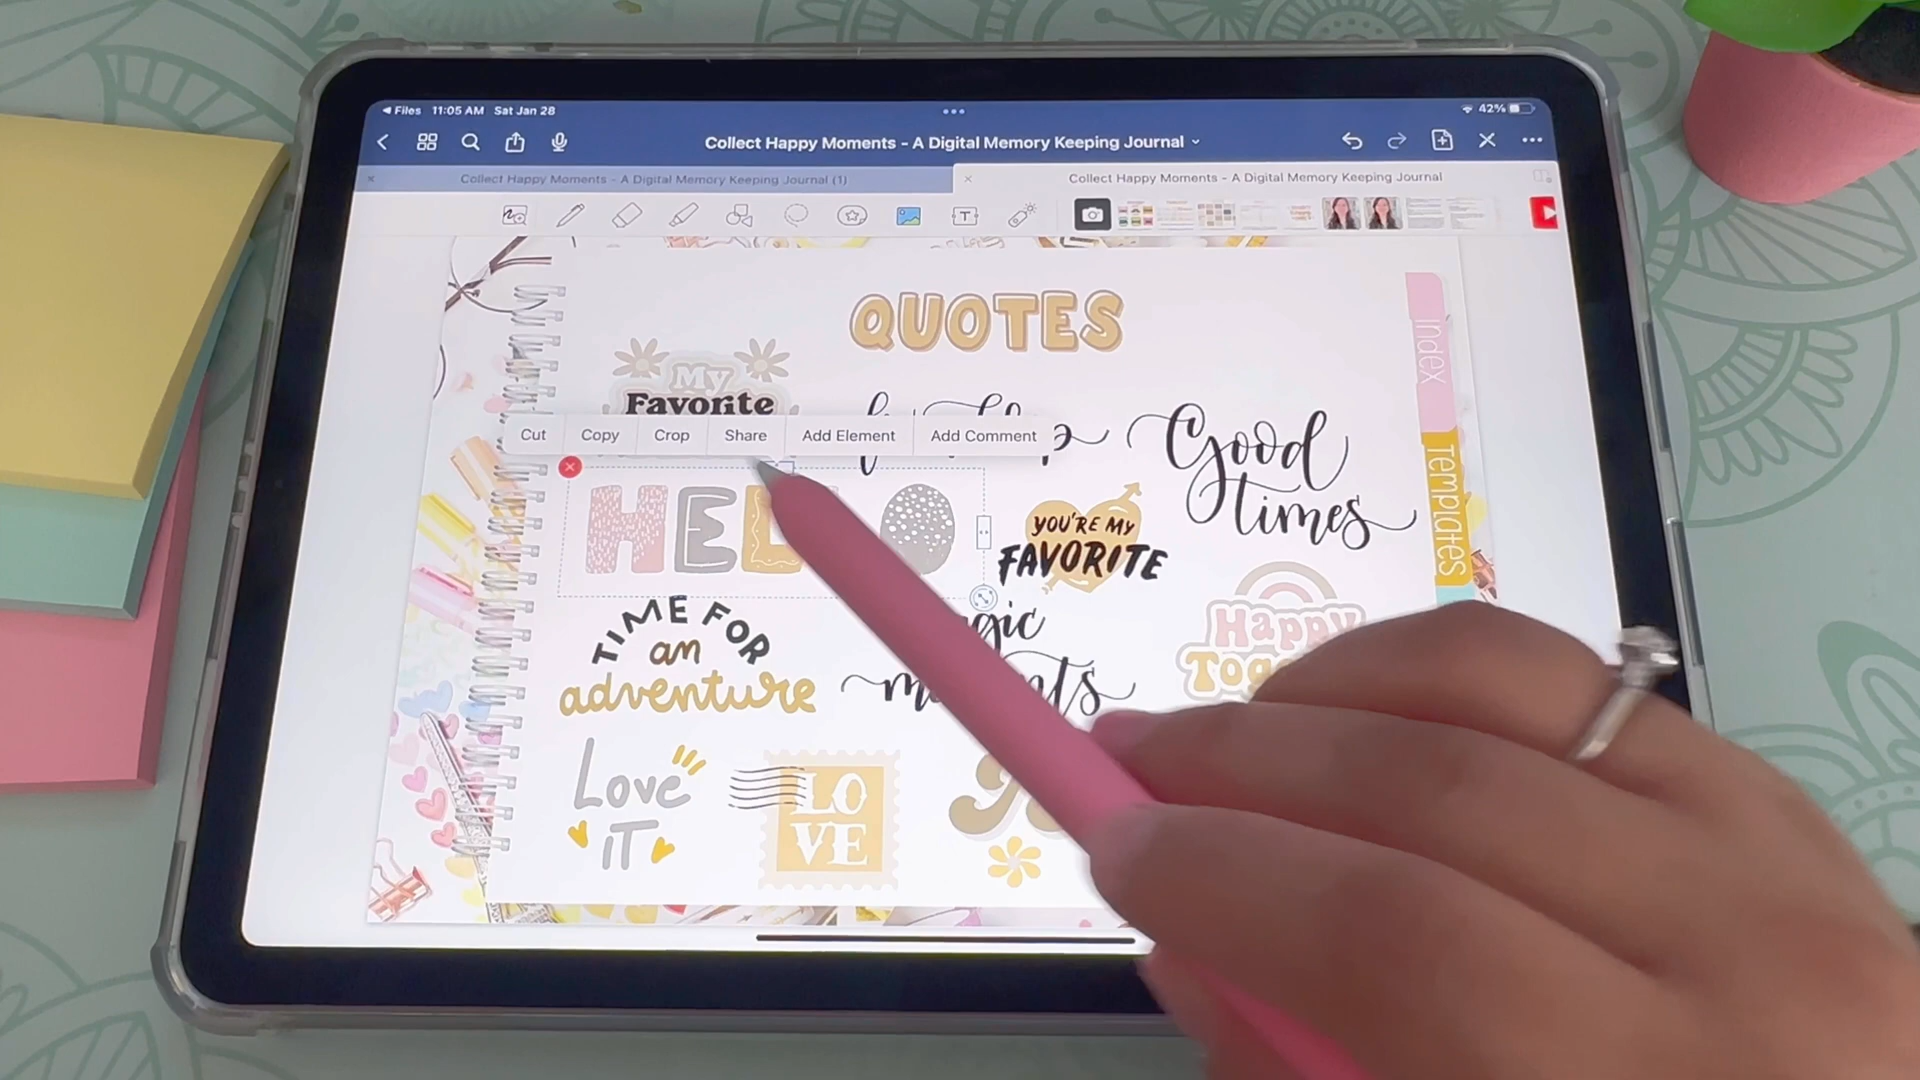 Files 11:05 AM Sat Jan 28
42%
Collect Happy Moments - A Digital Memory Keeping Journal
Collect Happy Moments - A Digital Memory Keeping Journal (1)
Collect Happy Moments - A Digital Memory Keeping Journal
T
QUOTES
Index
Templates
My
Favorite
Cut Copy Crop Share Add Element Add Comment
Good
times
HEL
YOU'RE MY
FAVORITE
TIME FOR
an
adventure
Happy
Love
IT
LO
VE